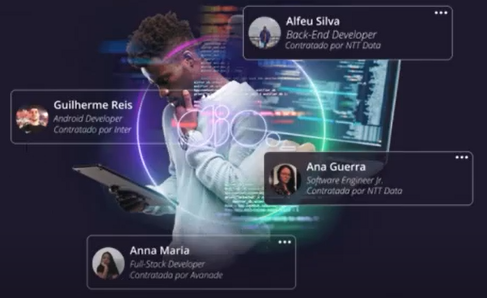 Alfeu Silva
Back-End Developer
Contratado por NTT Data
Guilherme Reis
Android Developer
Contratado por Inter
Ana Guerra
Software Engineer Jr.
Contratada por NTT Data
Anna Maria
Full-Stack Developer
Contratada por Avanade